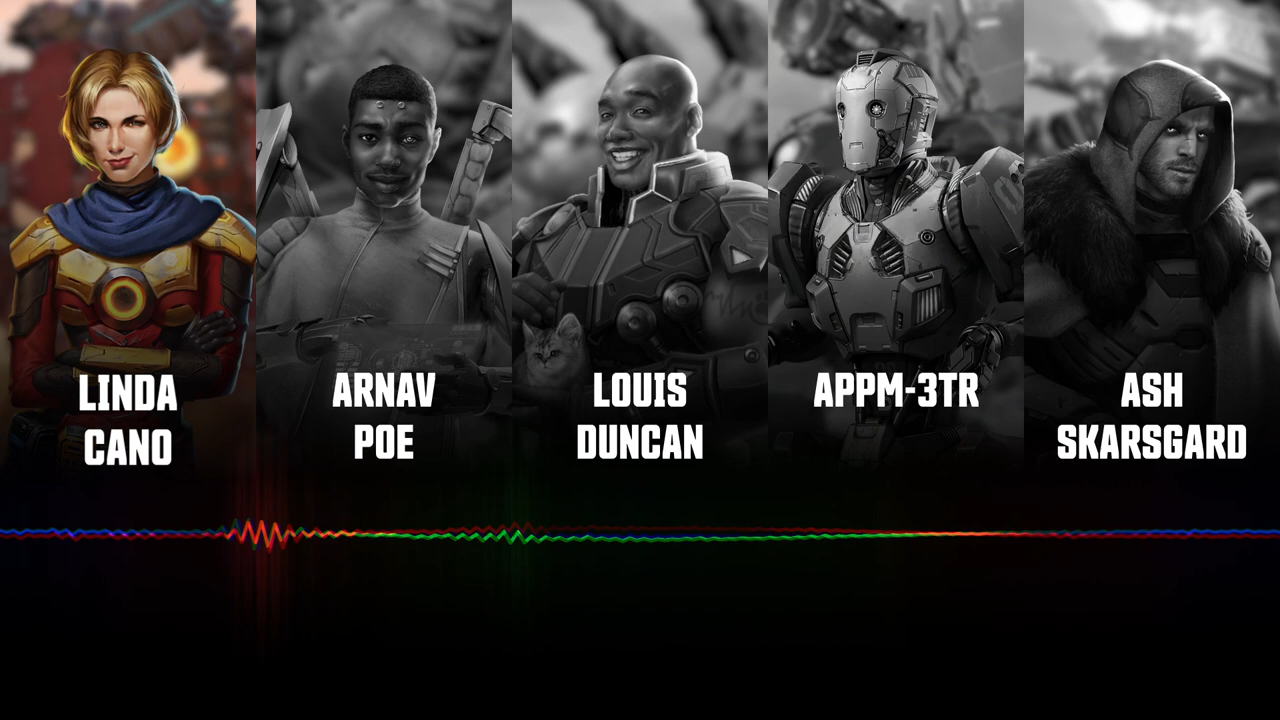 LINDA
CANO
ARNAV
POE
LOUIS
DUNCAN
APPM-3TR
ASH
SKARSGARD